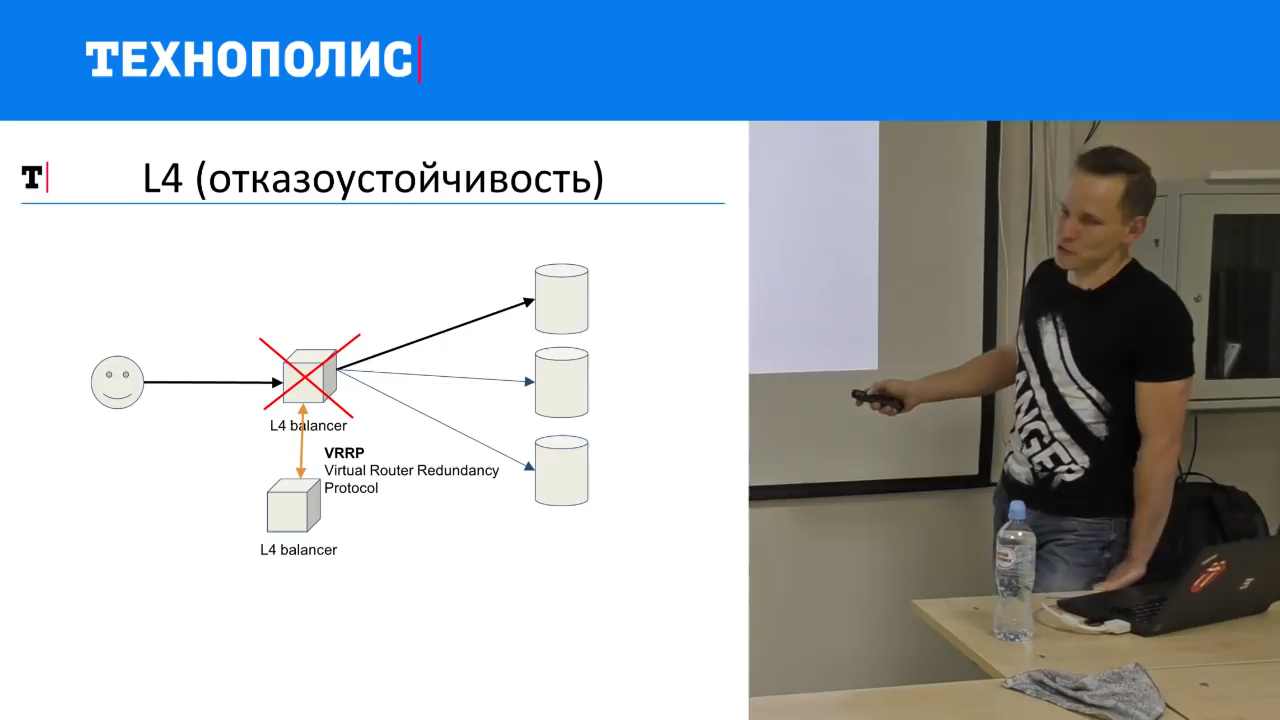 ТЕХНОПОЛИС
Т
L4 (отказоустойчивость)
L4 balancer
VRRP
Virtual Router Redundancy
Protocol
L4 balancer